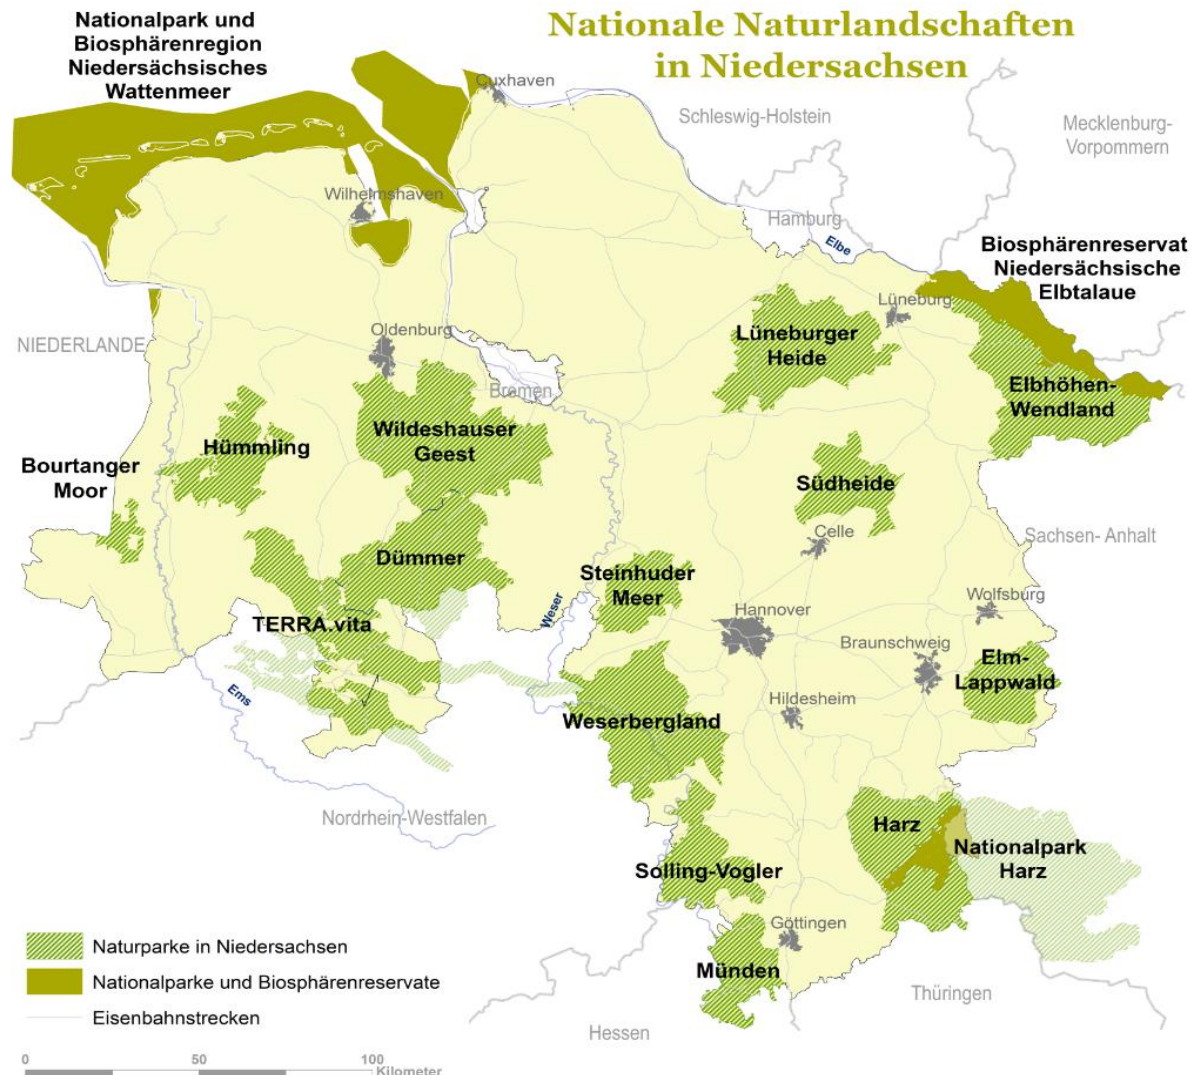 Nationale Naturlandschaften
in Niedersachsen
Nationalpark und
Biosphärenregion
Niedersächsisches
Wattenmeer
Cuxhaven
Schleswig-Holstein
Mecklenburg-
Vorpommern
Wilhelmshaven
Hamburg
Elbe
Biosphärenreservat
Niedersächsische
Elbtalaue
NIEDERLANDE
Oldenburg
Lüneburg
Lüneburger
Heide
Bremen
Elbhöhen-
Wendland
Hümmling
Wildeshauser
Geest
Bourtanger
Moor
Südheide
Celle
Sachsen- Anhalt
Dümmer
Steinhuder
Meer
Weser
Hannover
Wolfsburg
TERRA.vita
Braunschweig
Elm-
Lappwald
Ems
Hildesheim
Weserbergland
Nordrhein-Westfalen
Harz
Nationalpark
Harz
Solling-Vogler
Göttingen
Münden
Thüringen
Hessen
Naturparke in Niedersachsen
Nationalparke und Biosphärenreservate
Eisenbahnstrecken
0 50 100
Kilometer